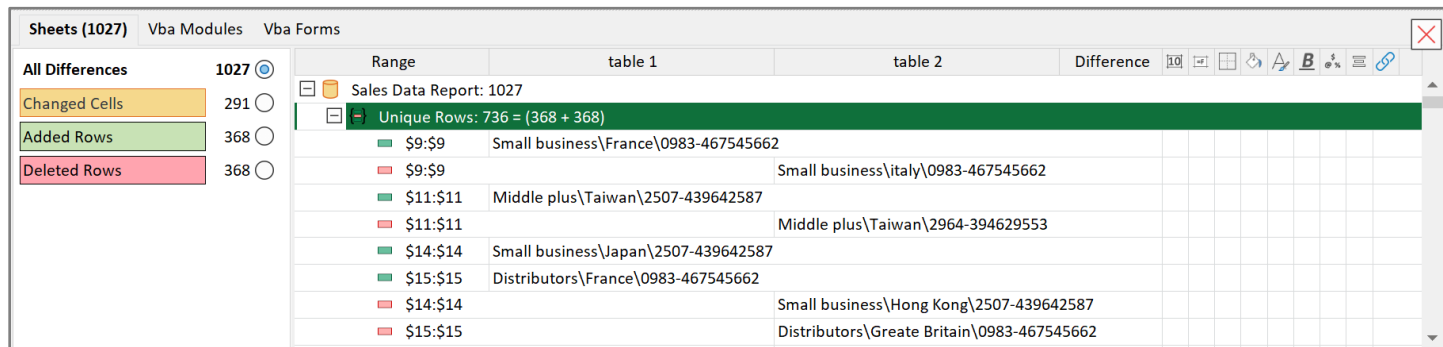 Sheets (1027) Vba Modules Vba Forms
All Differences 1027
Changed Cells 291
Added Rows 368
Deleted Rows 368
Range table 1 table 2 Difference 10 =F B $ @ %
Sales Data Report: 1027
Unique Rows: 736 = (368 + 368)
$9:$9 Small business\France\0983-467545662
$9:$9 Small business\italy\0983-467545662
$11:$11 Middle plus\Taiwan\2507-439642587
$11:$11 Middle plus\Taiwan\2964-394629553
$14:$14 Small business\Japan\2507-439642587
$15:$15 Distributors\France\0983-467545662
$14:$14 Small business\Hong Kong\2507-439642587
$15:$15 Distributors\Greate Britain\0983-467545662